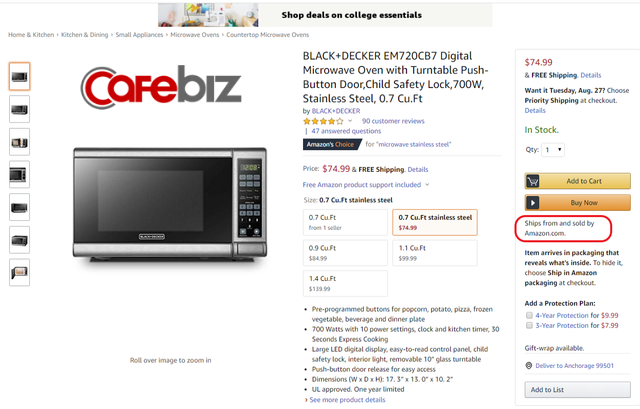 Shop deals on college essentials
Home & Kitchen › Kitchen & Dining › Small Appliances › Microwave Ovens › Countertop Microwave Ovens
CAFEBIZ
BLACK+DECKER
Roll over image to zoom in
BLACK+DECKER EM720CB7 Digital
Microwave Oven with Turntable Push-
Button Door,Child Safety Lock,700W,
Stainless Steel, 0.7 Cu.Ft
by BLACK+DECKER
90 customer reviews
| 47 answered questions
Amazon's Choice for "microwave stainless steel"
Price: $74.99 & FREE Shipping. Details
Free Amazon product support included
Size: 0.7 Cu.Ft stainless steel
0.7 Cu.Ft
from 1 seller
0.7 Cu.Ft stainless steel
$74.99
0.9 Cu.Ft
$84.99
1.1 Cu.Ft
$99.99
1.4 Cu.Ft
$139.99
• Pre-programmed buttons for popcorn, potato, pizza, frozen
vegetable, beverage and dinner plate
• 700 Watts with 10 power settings, clock and kitchen timer, 30
Seconds Express Cooking
• Large LED digital display, easy-to-read control panel, child
safety lock, interior light, removable 10" glass turntable
• Push-button door release for easy access
• Dimensions (W x D x H): 17. 3" x 13. 0" x 10. 2"
• UL approved. One year limited
› See more product details
$74.99
& FREE Shipping. Details
Want it Tuesday, Aug. 27? Choose
Priority Shipping at checkout.
Details
In Stock.
Qty: 1
Add to Cart
Buy Now
Ships from and sold by
Amazon.com.
Item arrives in packaging that
reveals what's inside. To hide it,
choose Ship in Amazon
packaging at checkout.
Add a Protection Plan:
4-Year Protection for $9.99
3-Year Protection for $7.99
Gift-wrap available.
Deliver to Anchorage 99501
Add to List